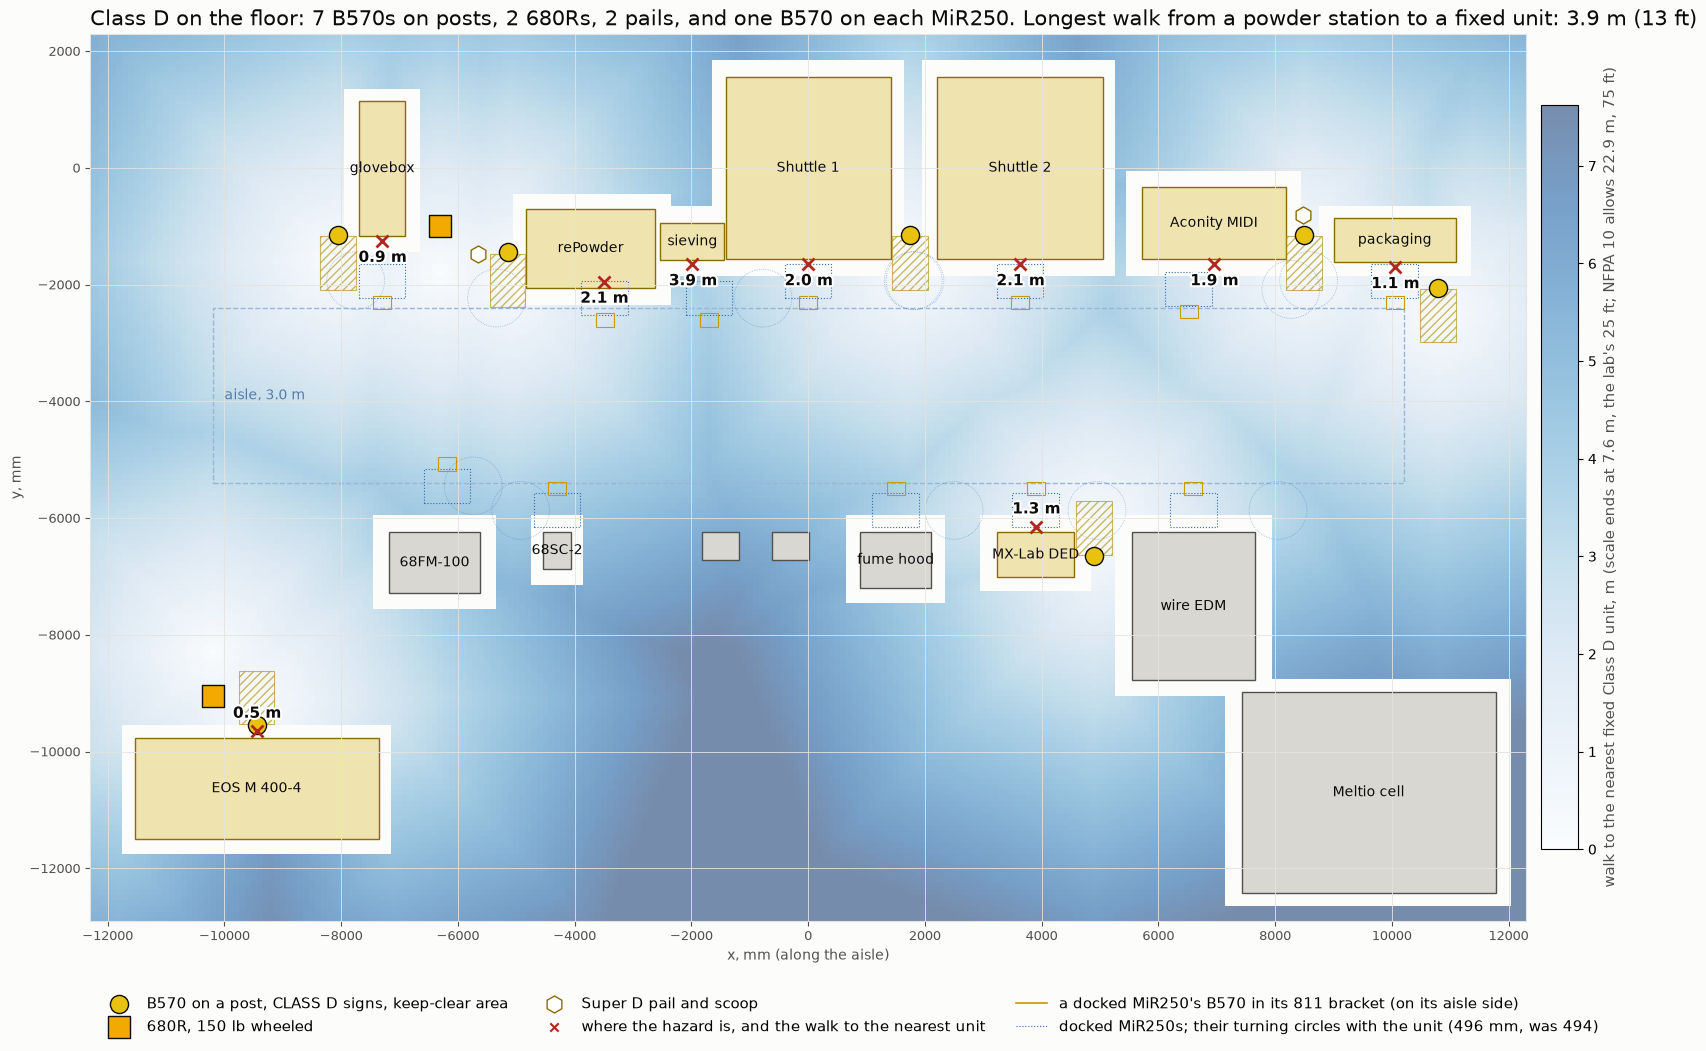 Class D on the floor: 7 B570s on posts, 2 680Rs, 2 pails, and one B570 on each MiR250. Longest walk from a powder station to a fixed unit: 3.9 m (13 ft)
2000
0
−2000
−4000
−6000
−8000
−10000
−12000
y, mm
glovebox
0.9 m
rePowder
2.1 m
sieving
3.9 m
Shuttle 1
2.0 m
Shuttle 2
2.1 m
Aconity MIDI
1.9 m
packaging
1.1 m
aisle, 3.0 m
68FM-100
68SC-2
fume hood
1.3 m
MX-Lab DED
wire EDM
0.5 m
EOS M 400-4
Meltio cell
−12000
−10000
−8000
−6000
−4000
−2000
0
2000
4000
6000
8000
10000
12000
x, mm (along the aisle)
7
6
5
4
3
2
1
0
walk to the nearest fixed Class D unit, m (scale ends at 7.6 m, the lab's 25 ft; NFPA 10 allows 22.9 m, 75 ft)
B570 on a post, CLASS D signs, keep-clear area
680R, 150 lb wheeled
Super D pail and scoop
where the hazard is, and the walk to the nearest unit
a docked MiR250's B570 in its 811 bracket (on its aisle side)
docked MiR250s; their turning circles with the unit (496 mm, was 494)